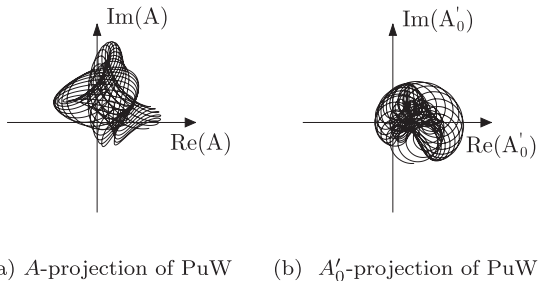 Im(A)
Re(A)
Im(A'₀)
Re(A'₀)
a) A-projection of PuW
(b) A'₀-projection of PuW